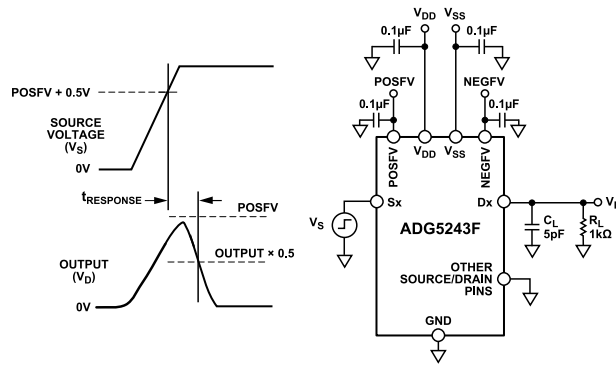 POSFV + 0.5V
SOURCE
VOLTAGE
(VS)
0V
tRESPONSE
POSFV
OUTPUT × 0.5
OUTPUT
(VD)
0V
VDD
VSS
0.1µF
0.1µF
POSFV
NEGFV
0.1µF
0.1µF
POSFV
VDD
VSS
NEGFV
Sx
Dx
VS
ADG5243F
CL
5pF
RL
1kΩ
OTHER
SOURCE/DRAIN
PINS
GND